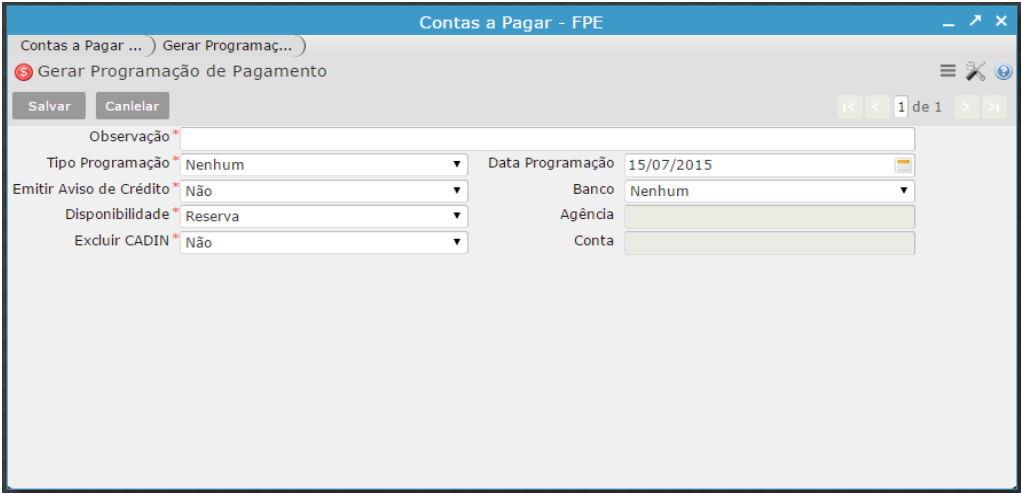 Contas a Pagar - FPE
Contas a Pagar ... Gerar Programaç...
Gerar Programação de Pagamento
Salvar Canlelar 1 de 1
Observação*
Tipo Programação* Nenhum Data Programação 15/07/2015
Emitir Aviso de Crédito* Não Banco Nenhum
Disponibilidade* Reserva Agência
Excluir CADIN* Não Conta